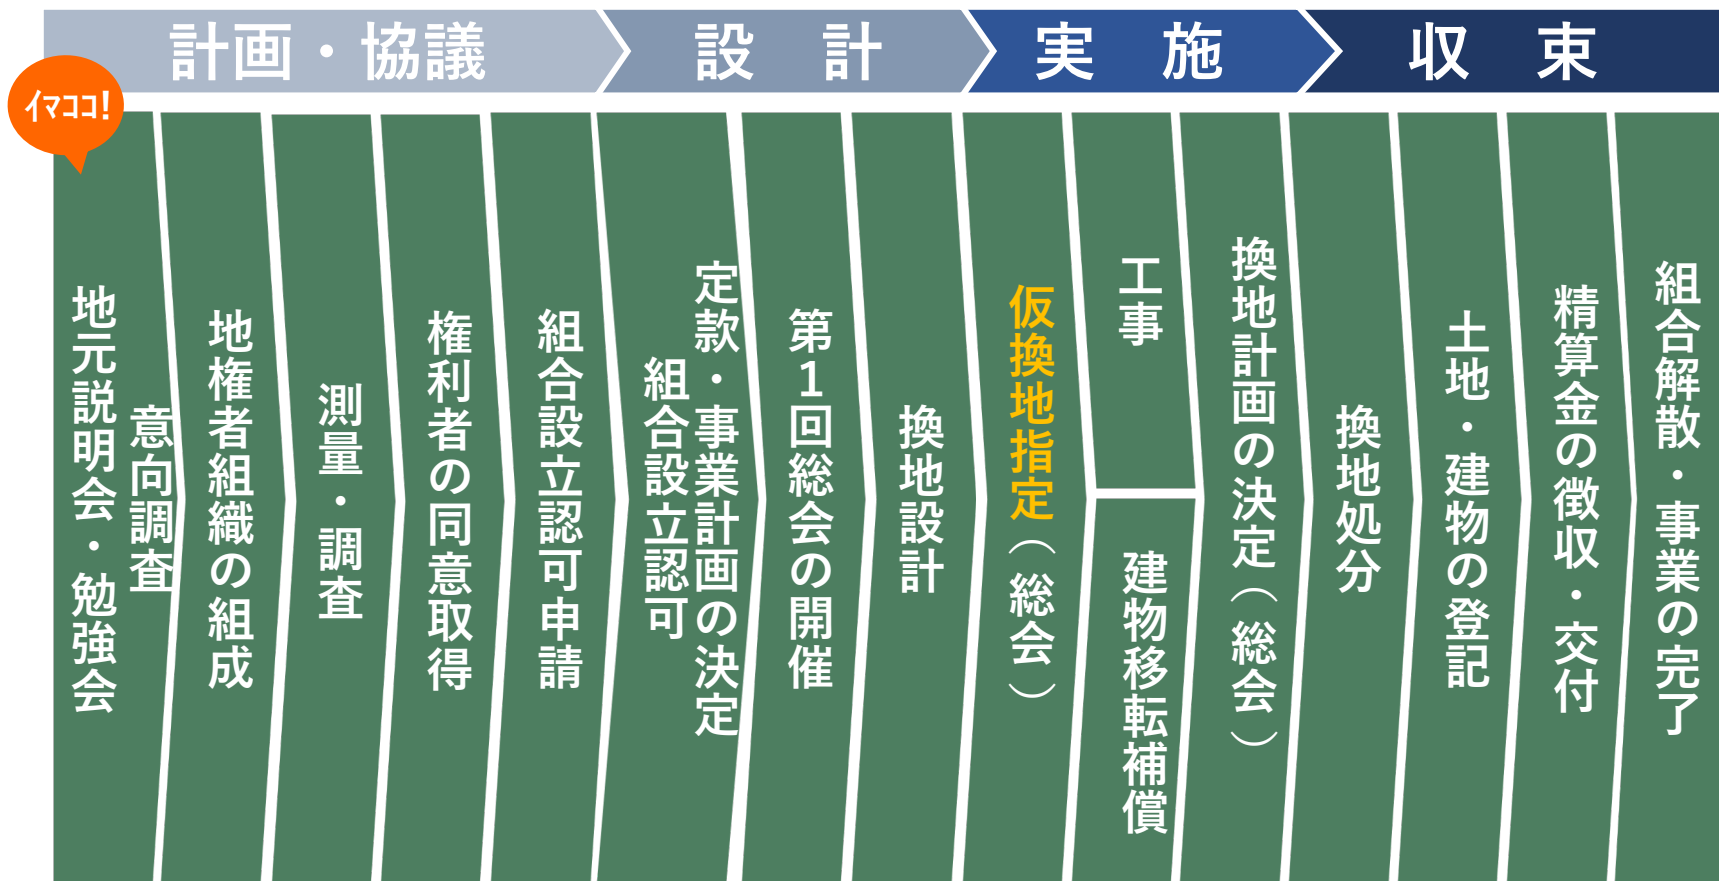 計画・協議
設計
実施
収束
ｲﾏｺｺ!
地元説明会・勉強会
意向調査
地権者組織の組成
測量・調査
権利者の同意取得
組合設立認可申請
定款・事業計画の決定
組合設立認可
第1回総会の開催
換地設計
仮換地指定（総会）
工事
建物移転補償
換地計画の決定（総会）
換地処分
土地・建物の登記
精算金の徴収・交付
組合解散・事業の完了